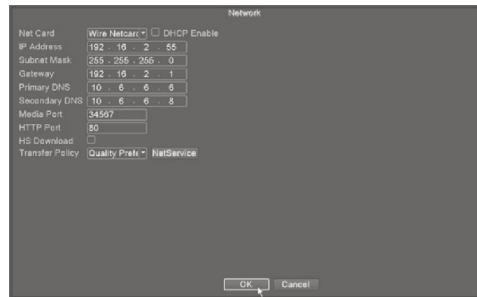 Network
Net Card Wire Netcarc DHCP Enable
IP Address 192 . 16 . 2 . 55
Subnet Mask 255 . 255 . 255 . 0
Gateway 192 . 16 . 2 . 1
Primary DNS 10 . 6 . 6 . 6
Secondary DNS 10 . 6 . 6 . 8
Media Port 34567
HTTP Port 80
HS Download
Transfer Policy Quality Prefe NetService
OK Cancel